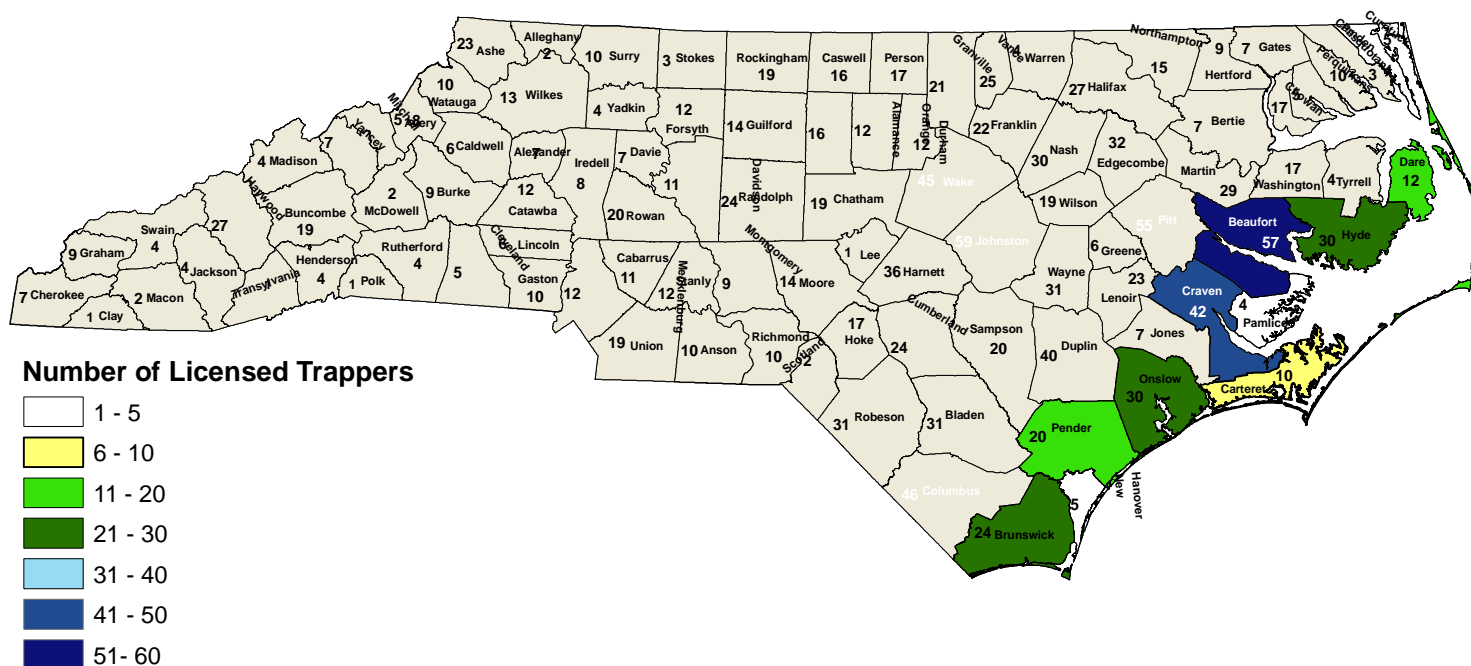 23 Ashe
Alleghany
2
10 Surry
3 Stokes
Rockingham
19
Caswell
16
Person
17
Granville
25
Vance
Warren
Northampton
15
9
Hertford
7 Gates
Currituck
Camden
Pasquotank
3
Perquimans
10
Chowan
5
17
10
Watauga
13 Wilkes
4 Yadkin
12
Forsyth
14 Guilford
16
12
Alamance
Orange
12
Durham
21
22 Franklin
27 Halifax
7
Bertie
Mitchell
5
8
Avery
Yancey
7
4 Madison
6 Caldwell
Alexander
7
Iredell
8
7 Davie
11
Davidson
24 Randolph
19 Chatham
45 Wake
30
Nash
32
Edgecombe
Martin
29
17
Washington
4 Tyrrell
Dare
12
Haywood
27
Buncombe
19
2
McDowell
9 Burke
12
Catawba
20 Rowan
19 Wilson
55 Pitt
Beaufort
57
30 Hyde
Swain
4
9 Graham
4
Jackson
Transylvania
1
Henderson
4
1 Polk
Rutherford
4
5
Cleveland
Lincoln
Gaston
10
12
Mecklenburg
Cabarrus
11
12 Stanly
9
Montgomery
14 Moore
1
Lee
36 Harnett
59 Johnston
Wayne
31
6
Greene
23
Lenoir
Craven
42
4
Pamlico
7 Cherokee
1 Clay
2 Macon
19 Union
10 Anson
Richmond
10
Scotland
2
17
Hoke
Cumberland
24
Sampson
20
40 Duplin
7 Jones
Onslow
30
Carteret
10
31 Robeson
31 Bladen
20 Pender
46 Columbus
24 Brunswick
5
New
Hanover
Number of Licensed Trappers
1 - 5
6 - 10
11 - 20
21 - 30
31 - 40
41 - 50
51- 60